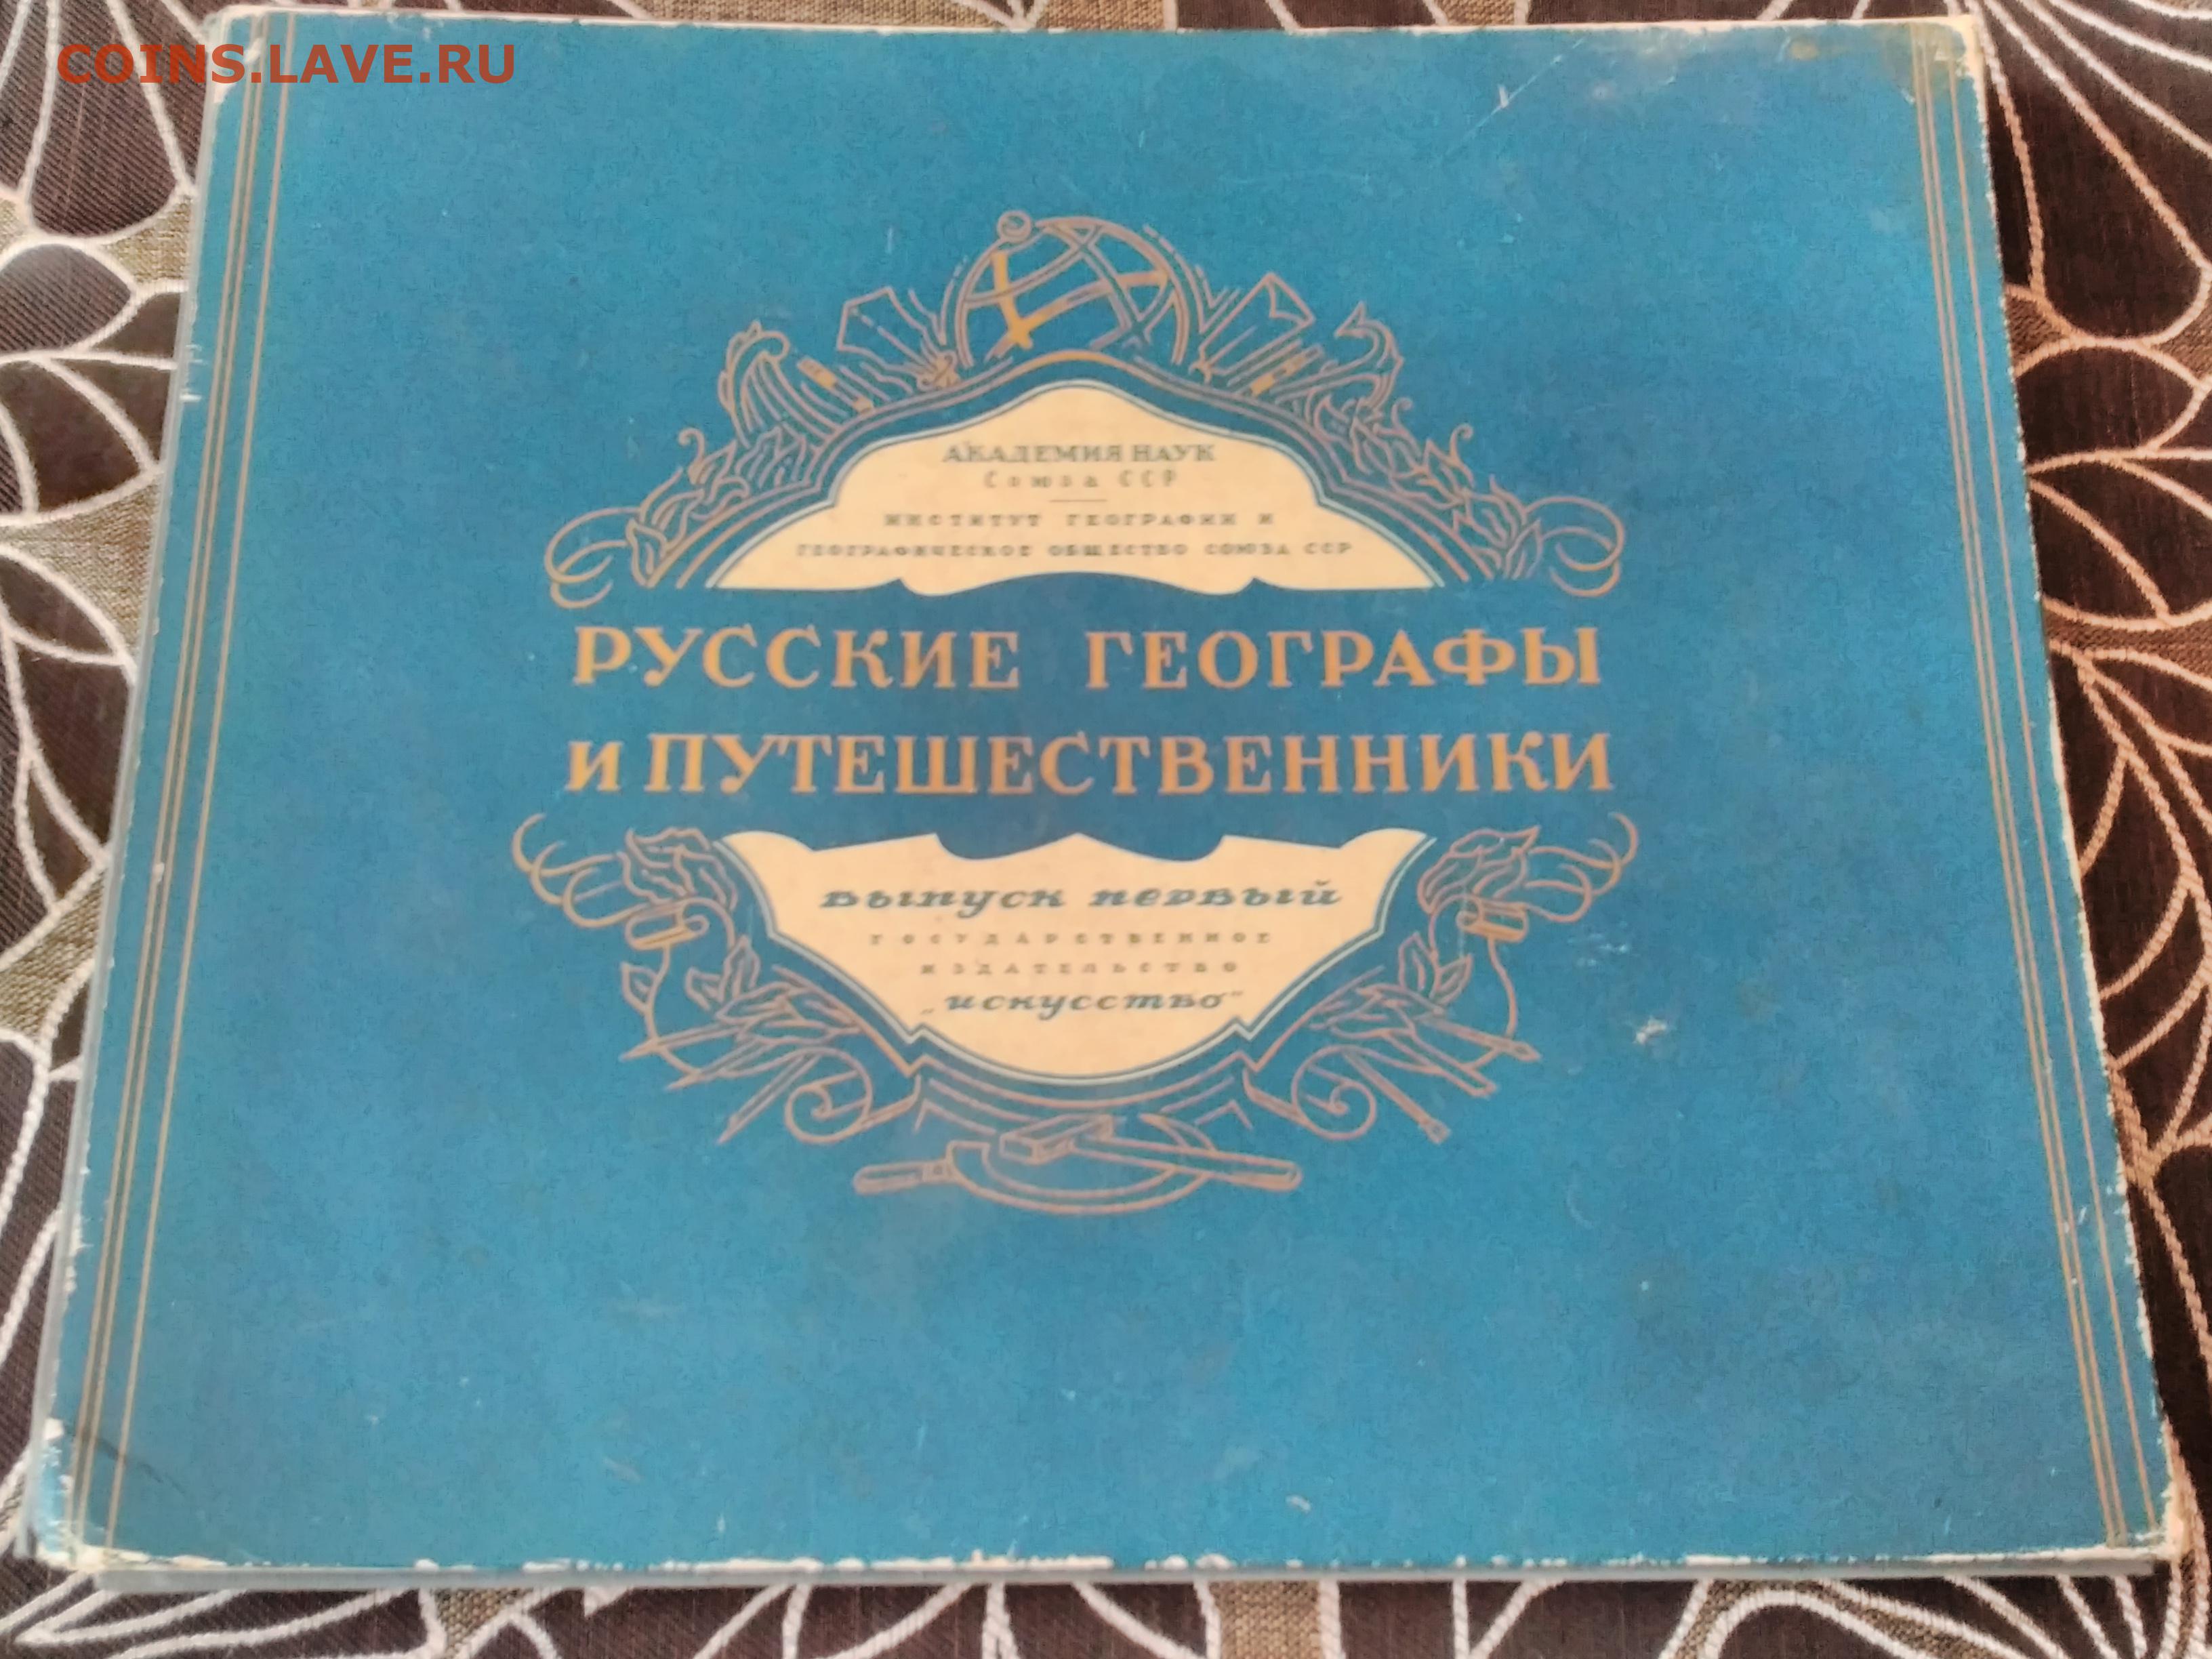 COINS.LAVE.RU
АКАДЕМИЯ НАУК
Союза ССР
ИНСТИТУТ ГЕОГРАФИИ И
ГЕОГРАФИЧЕСКОЕ ОБЩЕСТВО СОЮЗА ССР
РУССКИЕ ГЕОГРАФЫ
И ПУТЕШЕСТВЕННИКИ
выпуск первый
ГОСУДАРСТВЕННОЕ
ИЗДАТЕЛЬСТВО
„искусство"